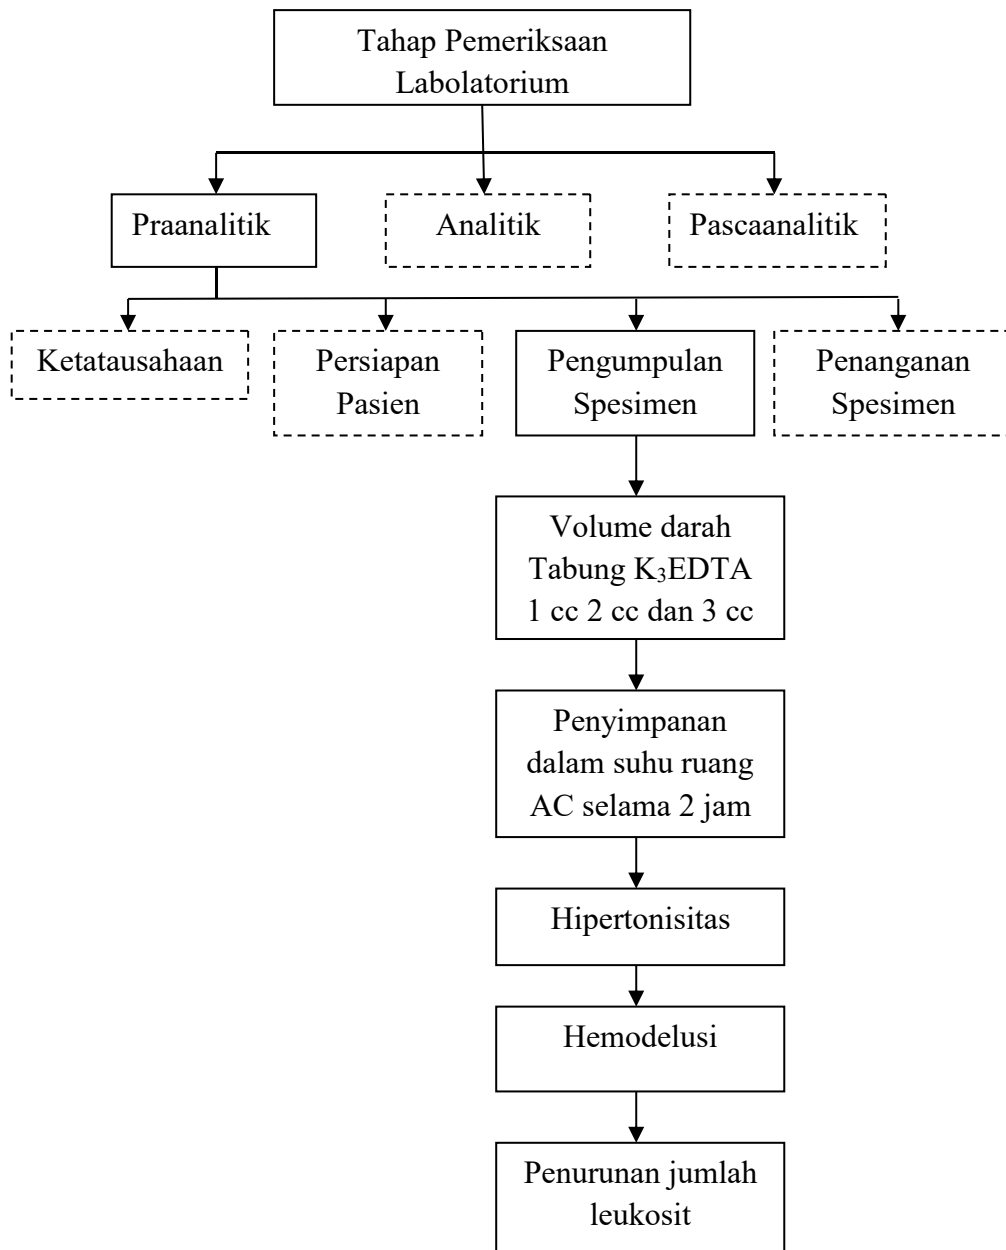 Tahap Pemeriksaan
Labolatorium
Praanalitik
Analitik
Pascaanalitik
Ketatausahaan
Persiapan
Pasien
Pengumpulan
Spesimen
Penanganan
Spesimen
Volume darah
Tabung K₃EDTA
1 cc 2 cc dan 3 cc
Penyimpanan
dalam suhu ruang
AC selama 2 jam
Hipertonisitas
Hemodelusi
Penurunan jumlah
leukosit